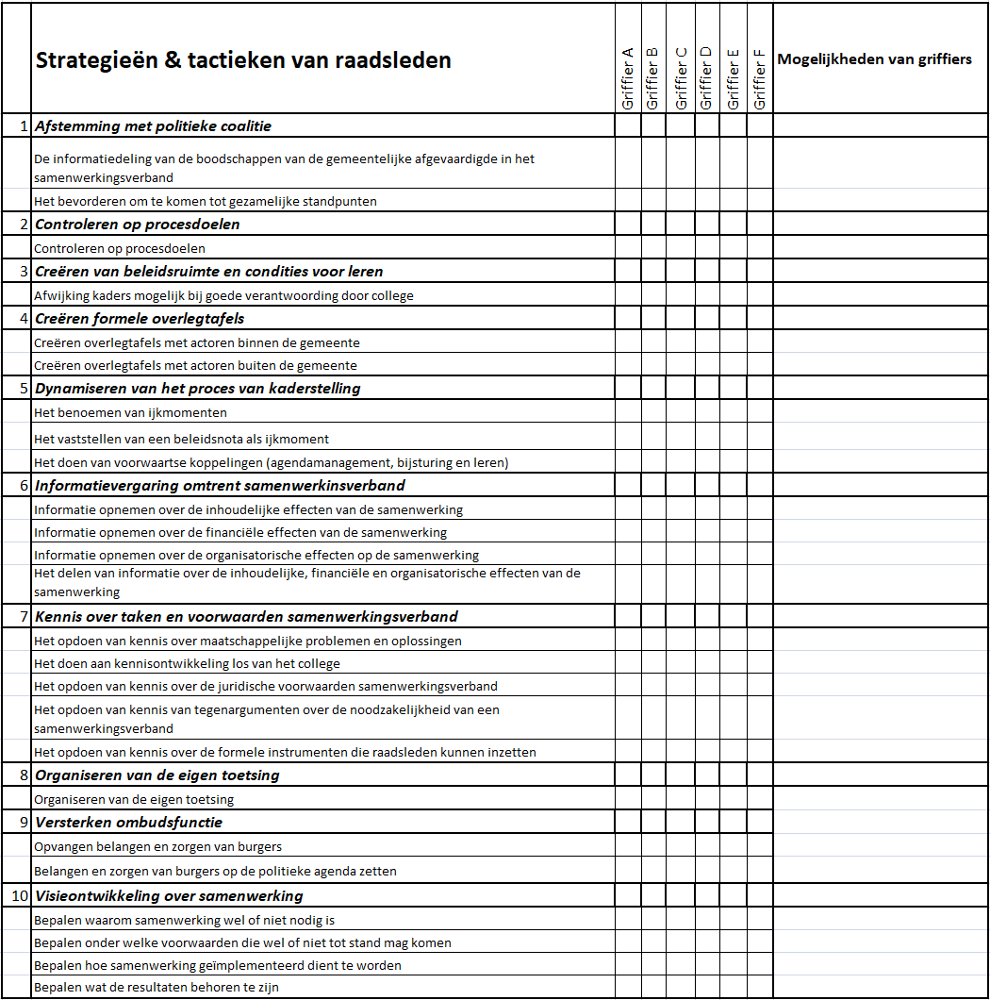 Strategieën & tactieken van raadsleden
Griffier A
Griffier B
Griffier C
Griffier D
Griffier E
Griffier F
Mogelijkheden van griffiers
1 Afstemming met politieke coalitie
De informatiedeling van de boodschappen van de gemeentelijke afgevaardigde in het
samenwerkingsverband
Het bevorderen om te komen tot gezamelijke standpunten
2 Controleren op procesdoelen
Controleren op procesdoelen
3 Creëren van beleidsruimte en condities voor leren
Afwijking kaders mogelijk bij goede verantwoording door college
4 Creëren formele overlegtafels
Creëren overlegtafels met actoren binnen de gemeente
Creëren overlegtafels met actoren buiten de gemeente
5 Dynamiseren van het proces van kaderstelling
Het benoemen van ijkmomenten
Het vaststellen van een beleidsnota als ijkmoment
Het doen van voorwaartse koppelingen (agendamanagement, bijsturing en leren)
6 Informatievergaring omtrent samenwerkinsverband
Informatie opnemen over de inhoudelijke effecten van de samenwerking
Informatie opnemen over de financiële effecten van de samenwerking
Informatie opnemen over de organisatorische effecten op de samenwerking
Het delen van informatie over de inhoudelijke, financiële en organisatorische effecten van de
samenwerking
7 Kennis over taken en voorwaarden samenwerkingsverband
Het opdoen van kennis over maatschappelijke problemen en oplossingen
Het doen aan kennisontwikkeling los van het college
Het opdoen van kennis over de juridische voorwaarden samenwerkingsverband
Het opdoen van kennis van tegenargumenten over de noodzakelijkheid van een
samenwerkingsverband
Het opdoen van kennis over de formele instrumenten die raadsleden kunnen inzetten
8 Organiseren van de eigen toetsing
Organiseren van de eigen toetsing
9 Versterken ombudsfunctie
Opvangen belangen en zorgen van burgers
Belangen en zorgen van burgers op de politieke agenda zetten
10 Visieontwikkeling over samenwerking
Bepalen waarom samenwerking wel of niet nodig is
Bepalen onder welke voorwaarden die wel of niet tot stand mag komen
Bepalen hoe samenwerking geïmplementeerd dient te worden
Bepalen wat de resultaten behoren te zijn